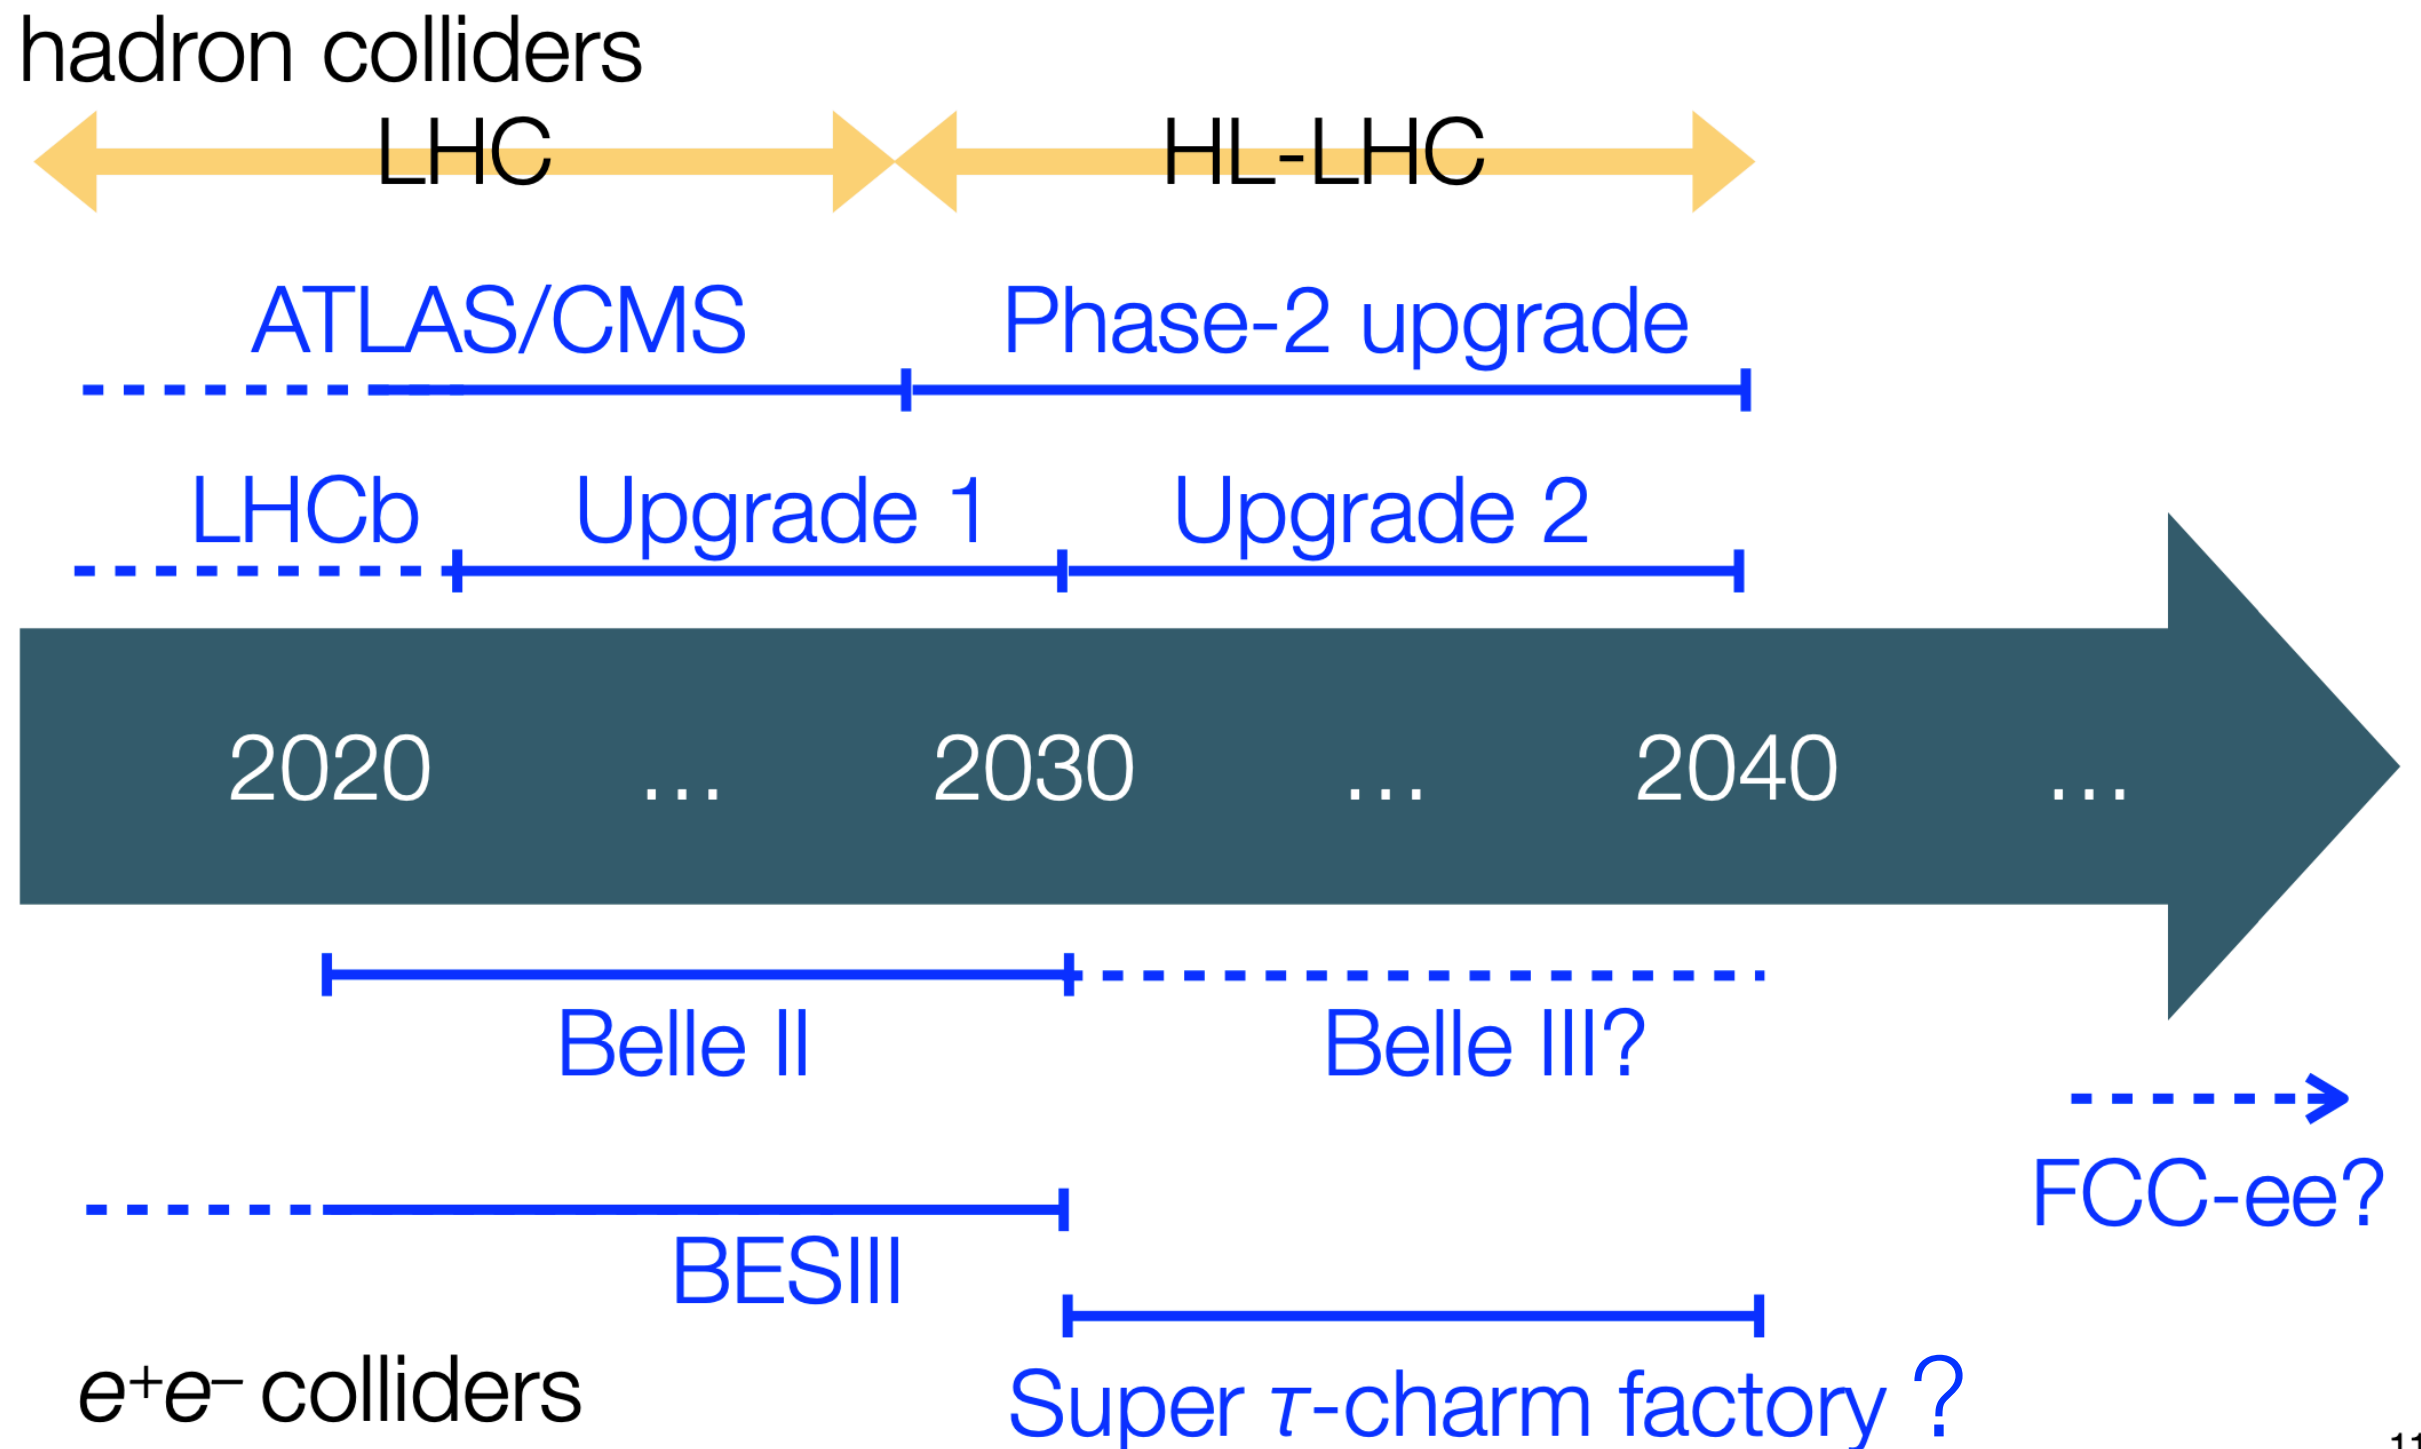 hadron colliders
LHC HL-LHC
ATLAS/CMS Phase-2 upgrade
LHCb Upgrade 1 Upgrade 2
2020 ... 2030 ... 2040 ...
Belle II Belle III?
FCC-ee?
BESIII
e⁺e⁻ colliders
Super τ-charm factory ?
11